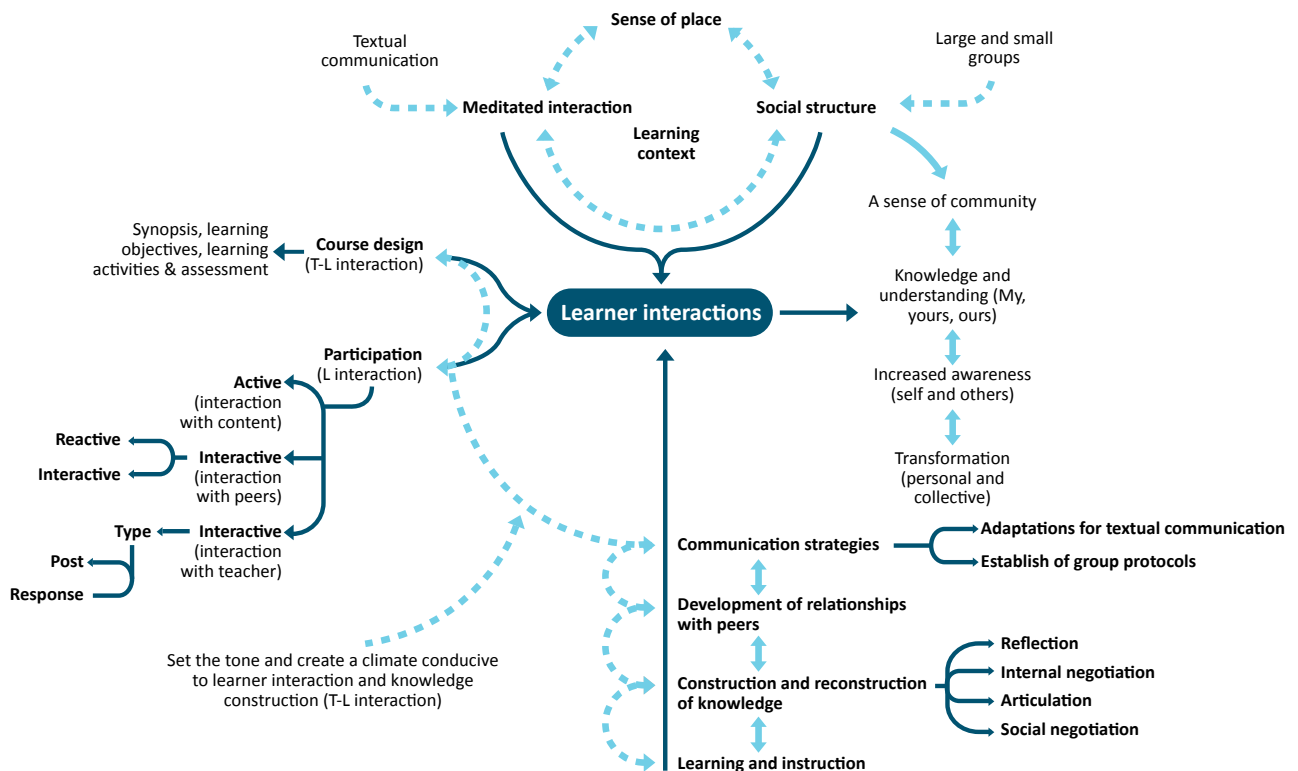 Sense of place
Textual
communication
Large and small
groups
Meditated interaction
Social structure
Learning
context
A sense of community
Synopsis, learning
objectives, learning
activities & assessment
Course design
(T-L interaction)
Knowledge and
understanding (My,
yours, ours)
Learner interactions
Participation
(L interaction)
Increased awareness
(self and others)
Active
(interaction
with content)
Reactive
Interactive
Interactive
(interaction
with peers)
Transformation
(personal and
collective)
Type
Interactive
(interaction
with teacher)
Post
Response
Communication strategies
Adaptations for textual communication
Establish of group protocols
Development of relationships
with peers
Set the tone and create a climate conducive
to learner interaction and knowledge
construction (T-L interaction)
Construction and reconstruction
of knowledge
Reflection
Internal negotiation
Articulation
Social negotiation
Learning and instruction